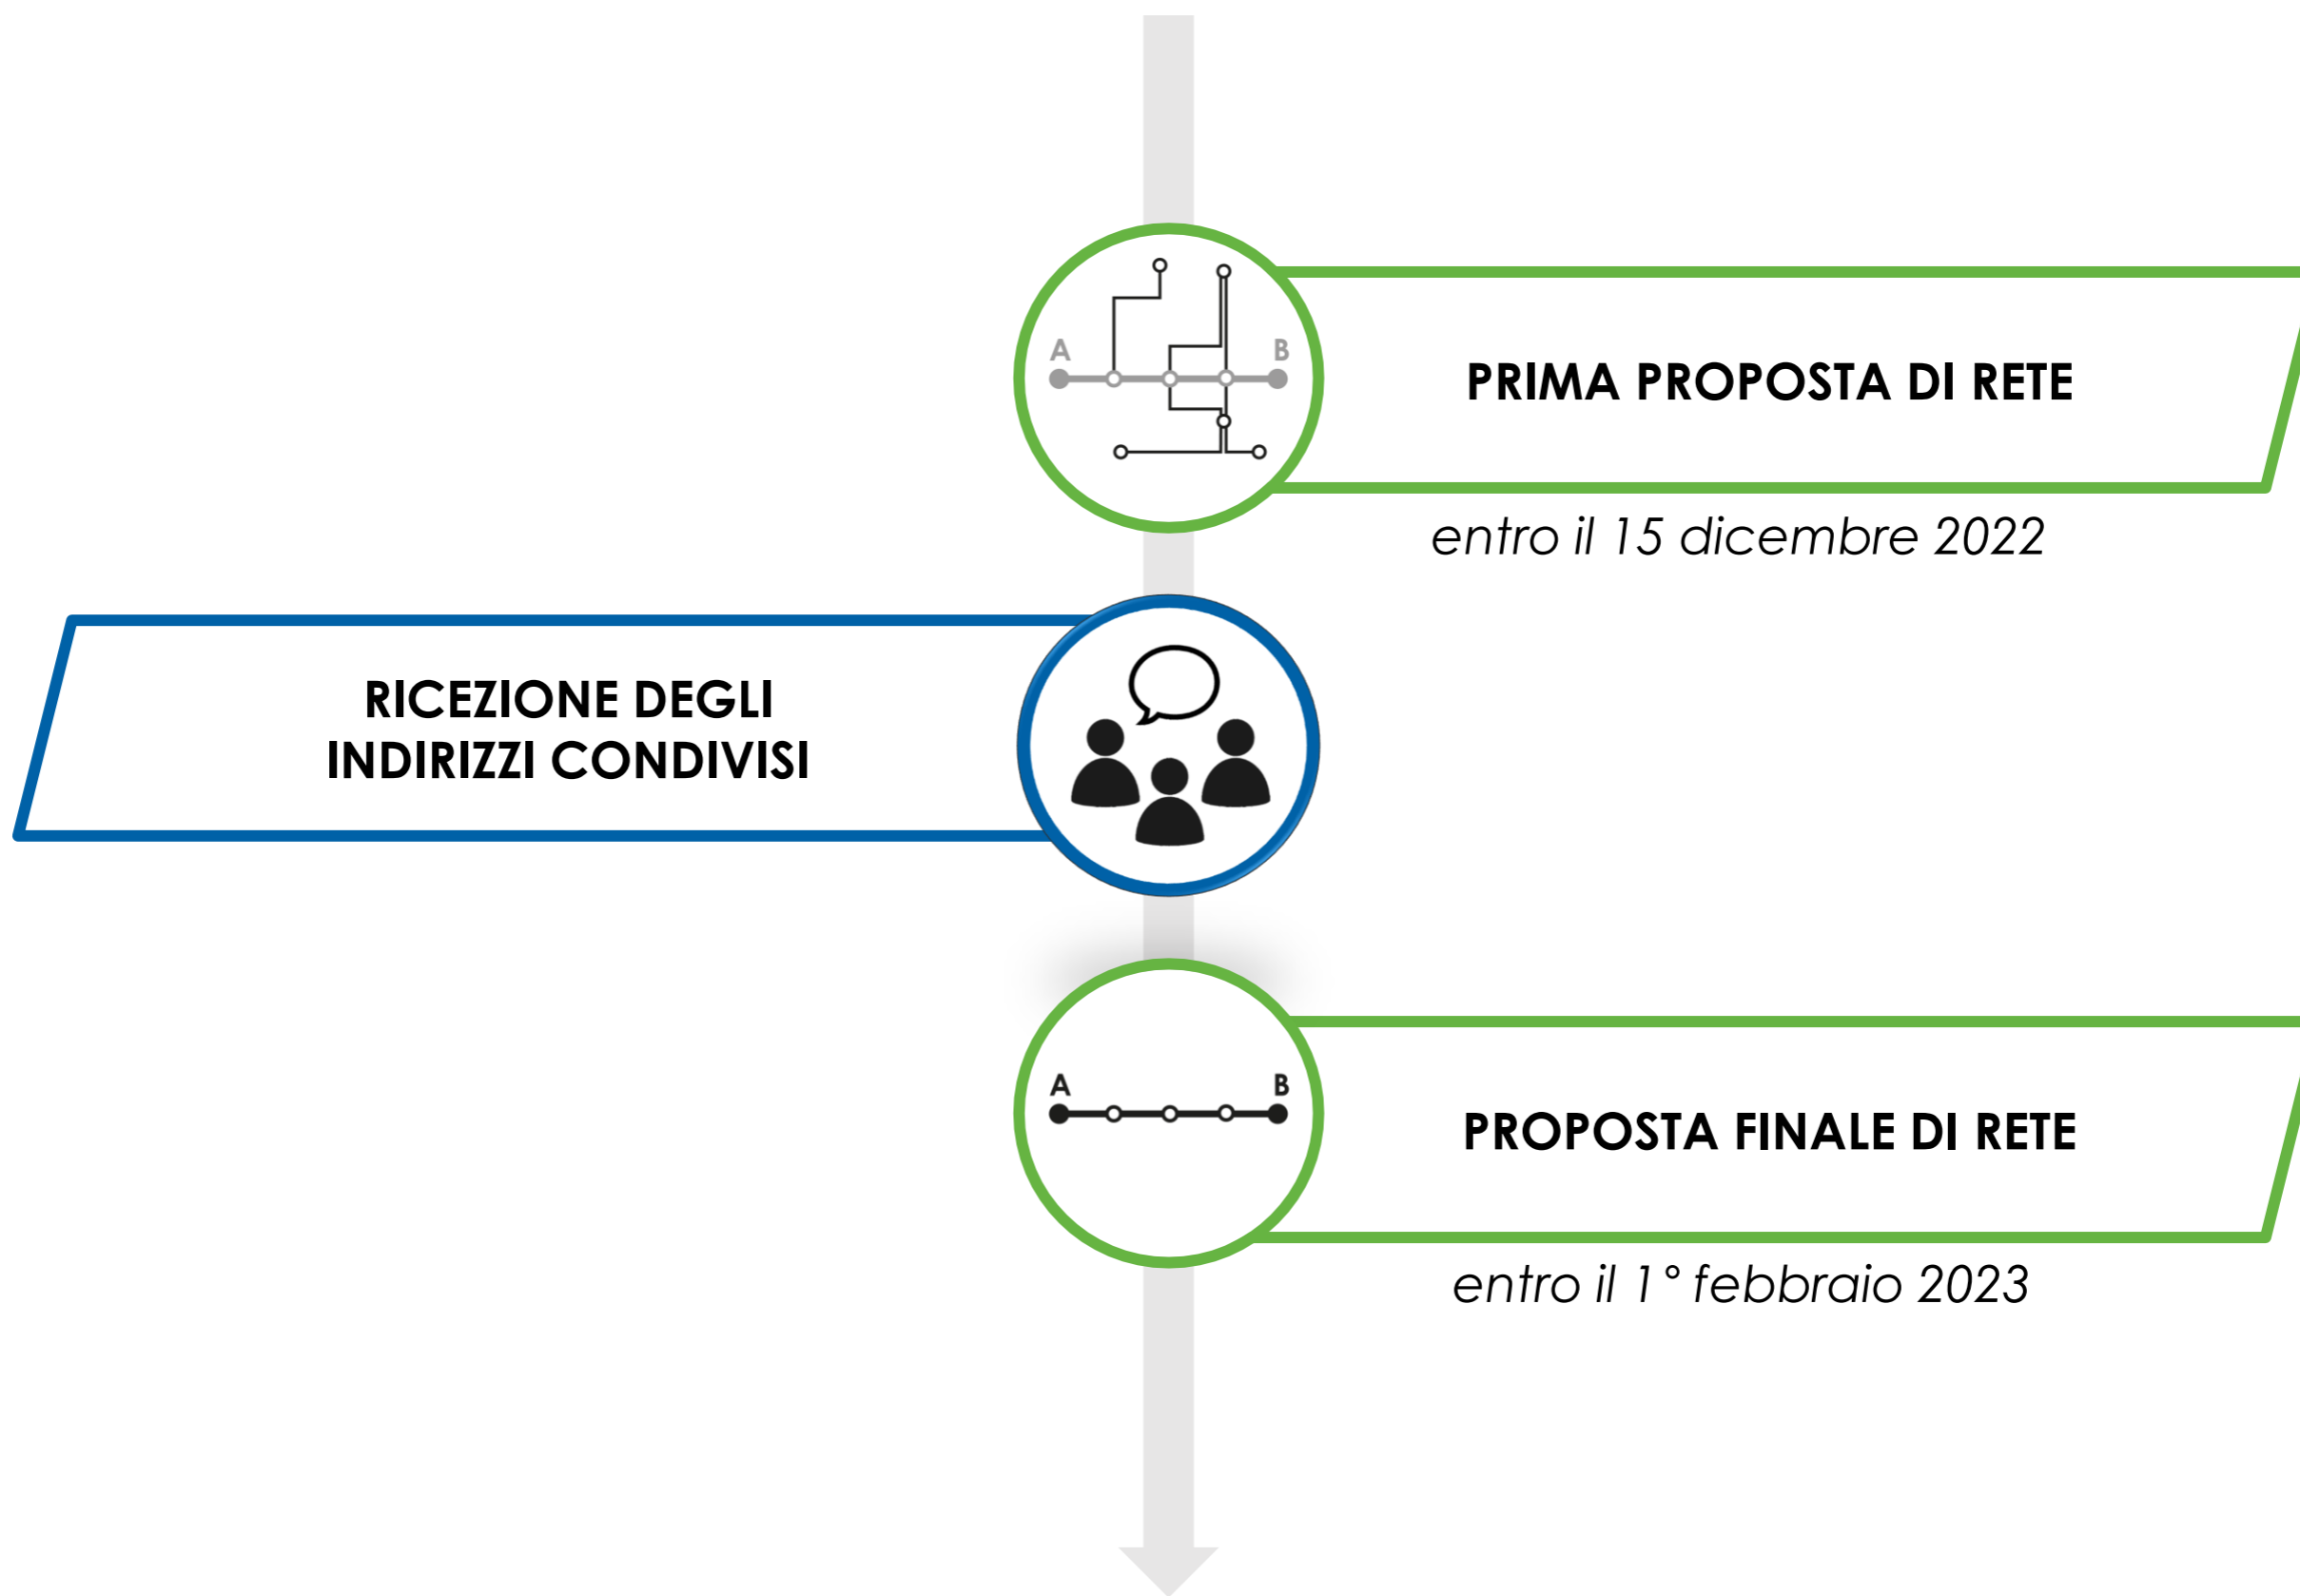 A B
PRIMA PROPOSTA DI RETE
entro il 15 dicembre 2022
RICEZIONE DEGLI
INDIRIZZI CONDIVISI
A B
PROPOSTA FINALE DI RETE
entro il 1° febbraio 2023